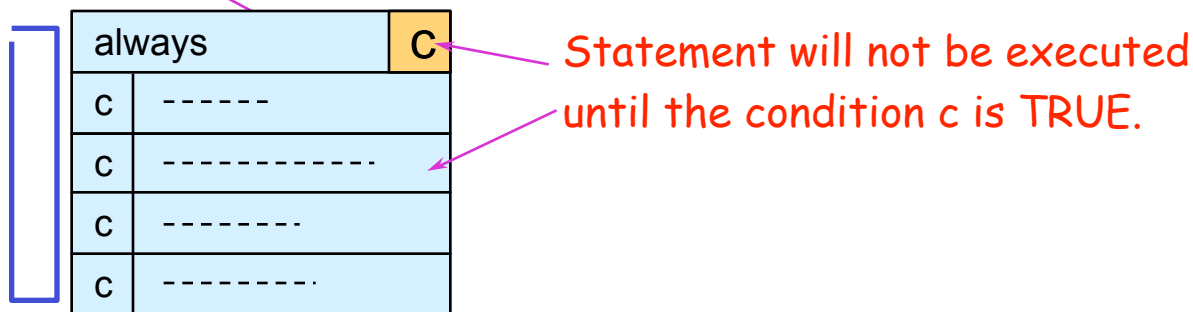 always C
c ------
c -------------
c --------
c ---------
Statement will not be executed
until the condition c is TRUE.